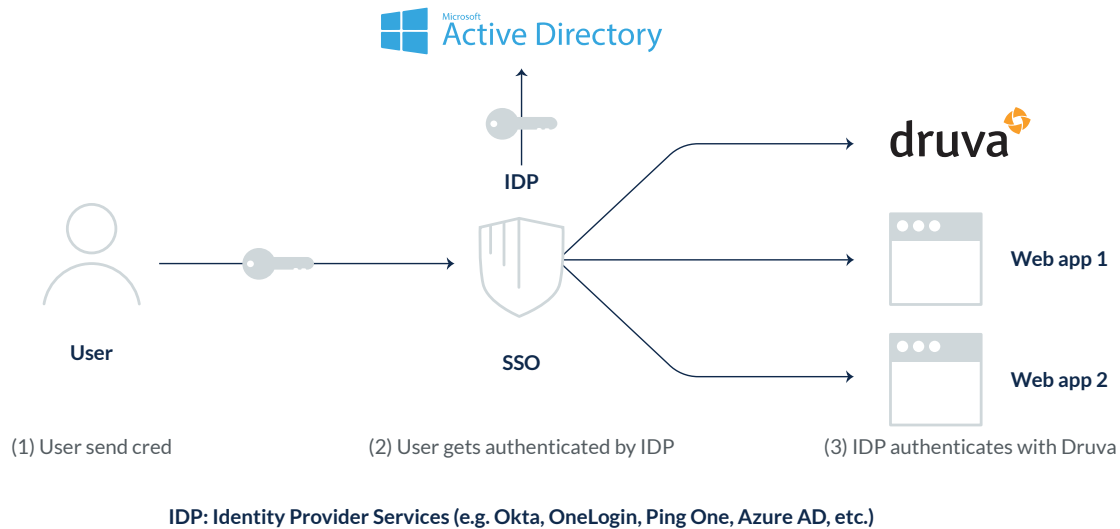 Microsoft
Active Directory
IDP
druva
Web app 1
User
SSO
Web app 2
(1) User send cred
(2) User gets authenticated by IDP
(3) IDP authenticates with Druva
IDP: Identity Provider Services (e.g. Okta, OneLogin, Ping One, Azure AD, etc.)